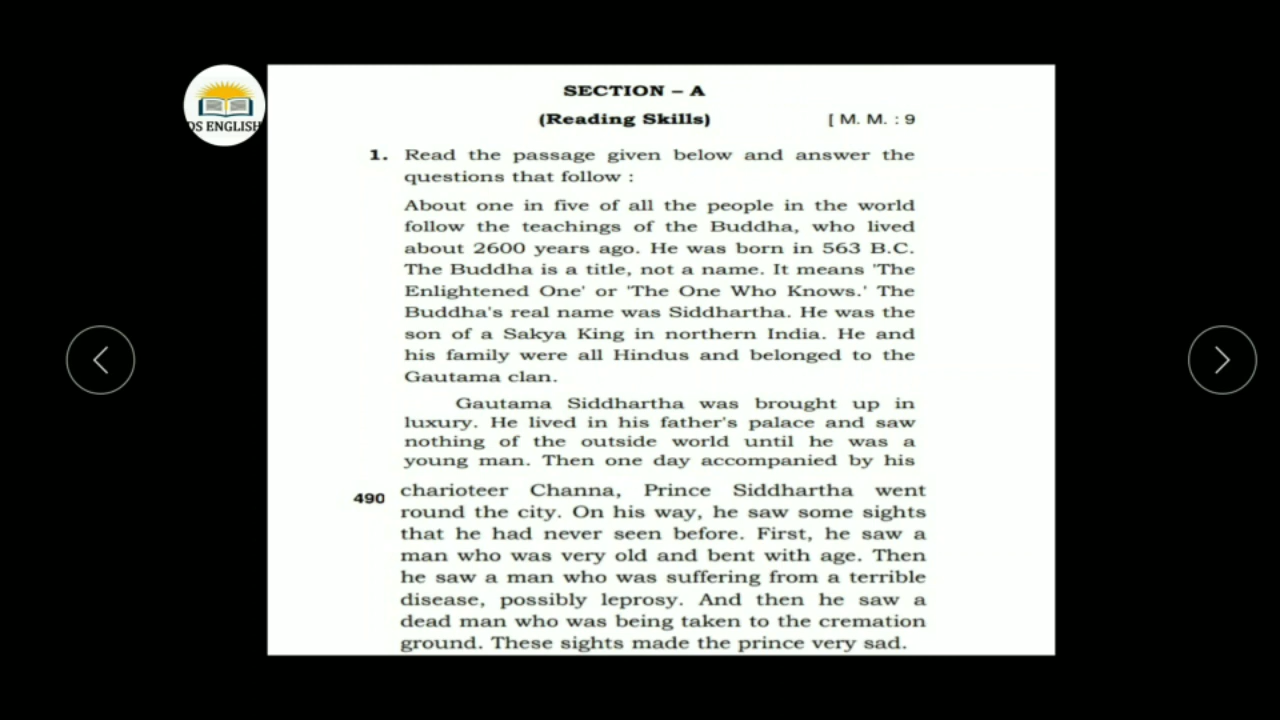 SECTION – A
(Reading Skills) [ M. M. : 9
DS ENGLISH
1. Read the passage given below and answer the
questions that follow :
About one in five of all the people in the world
follow the teachings of the Buddha, who lived
about 2600 years ago. He was born in 563 B.C.
The Buddha is a title, not a name. It means 'The
Enlightened One' or 'The One Who Knows.' The
Buddha's real name was Siddhartha. He was the
son of a Sakya King in northern India. He and
his family were all Hindus and belonged to the
Gautama clan.
Gautama Siddhartha was brought up in
luxury. He lived in his father's palace and saw
nothing of the outside world until he was a
young man. Then one day accompanied by his
490 charioteer Channa, Prince Siddhartha went
round the city. On his way, he saw some sights
that he had never seen before. First, he saw a
man who was very old and bent with age. Then
he saw a man who was suffering from a terrible
disease, possibly leprosy. And then he saw a
dead man who was being taken to the cremation
ground. These sights made the prince very sad.